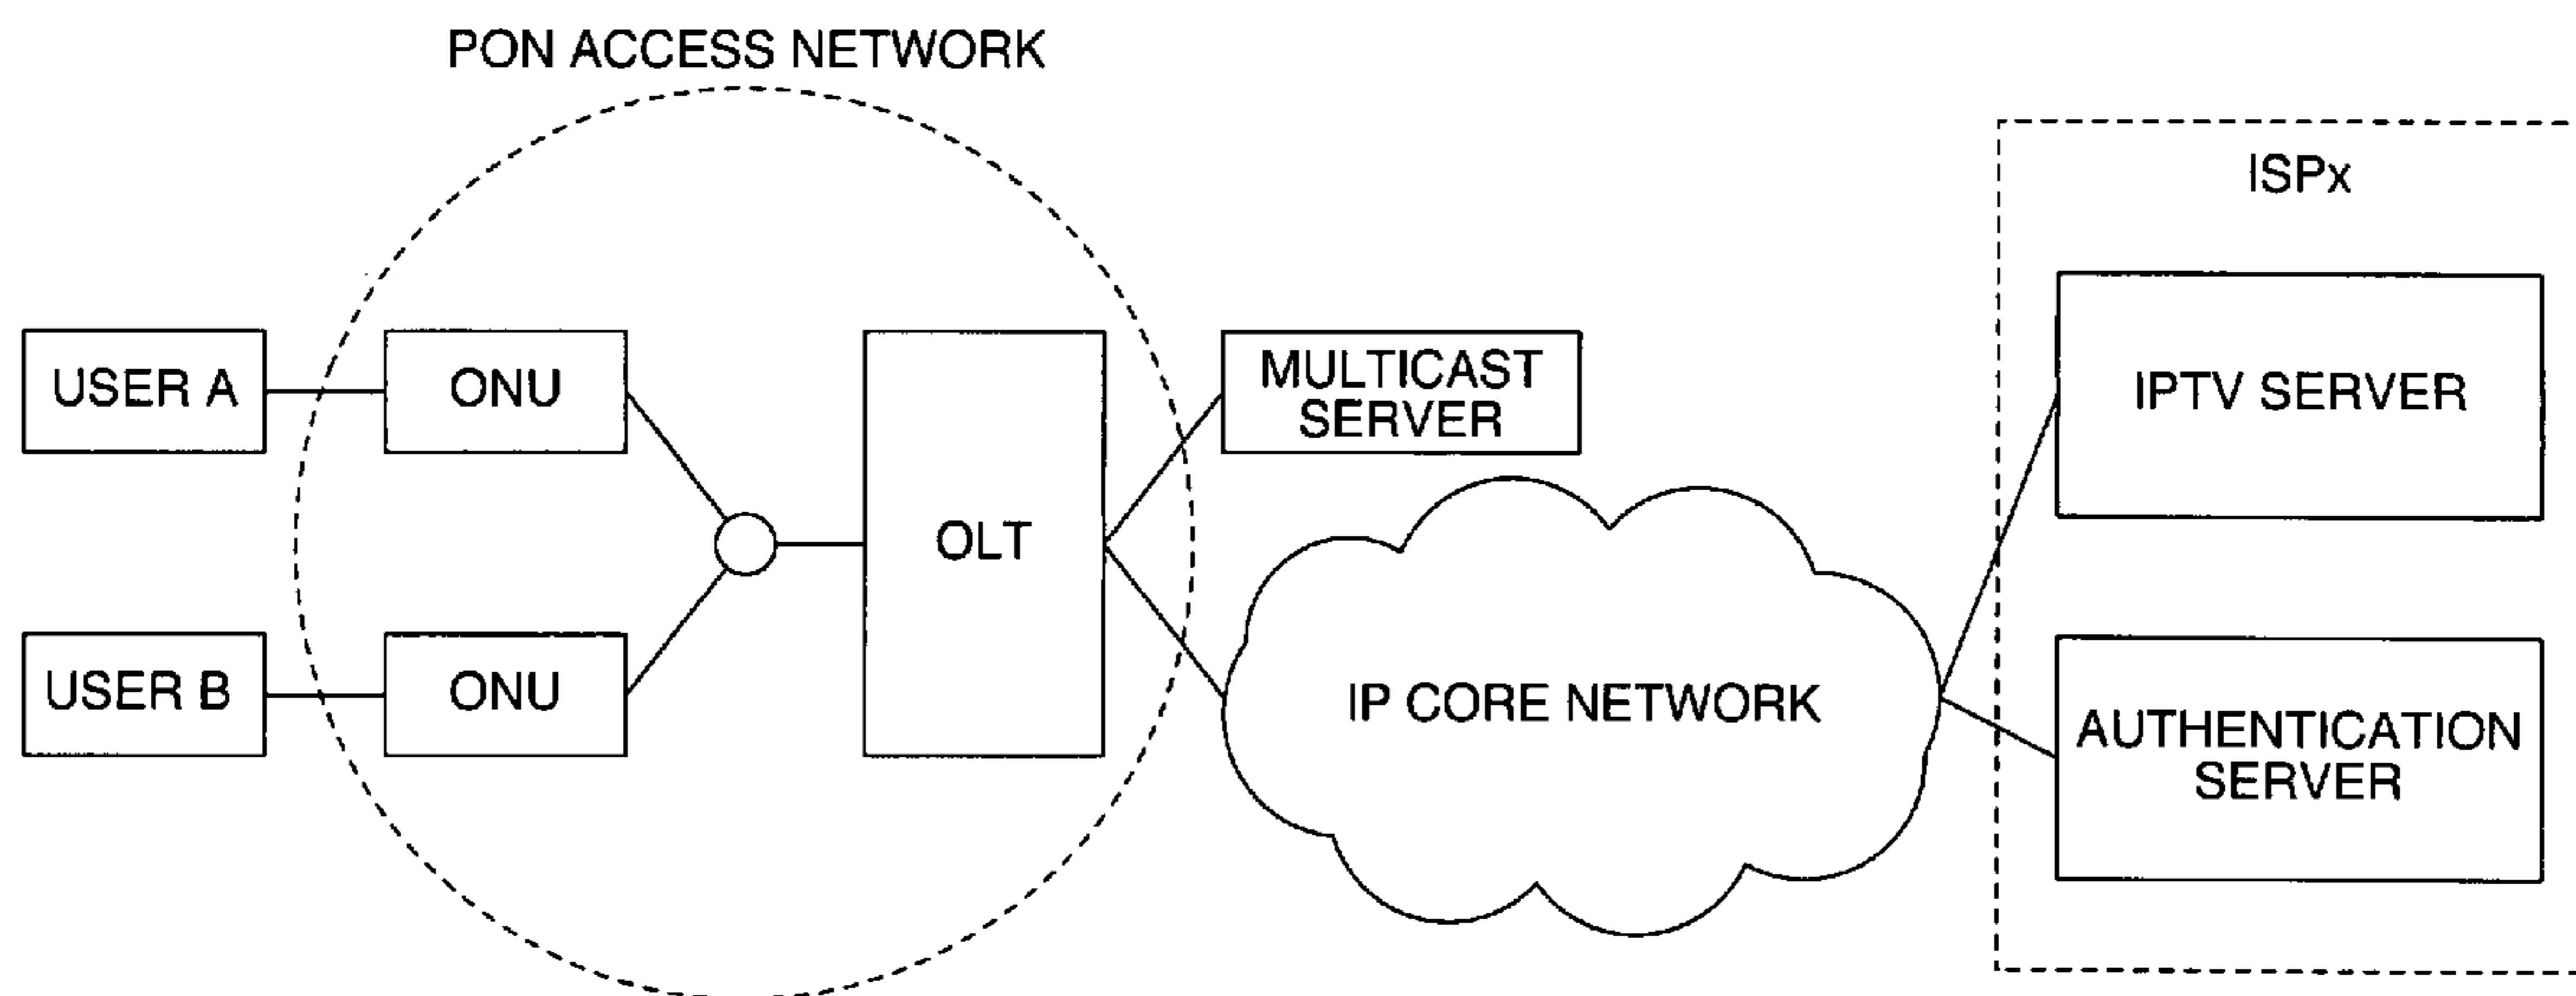 PON ACCESS NETWORK
ISPx
USER A
ONU
MULTICAST
SERVER
IPTV SERVER
OLT
USER B
ONU
IP CORE NETWORK
AUTHENTICATION
SERVER